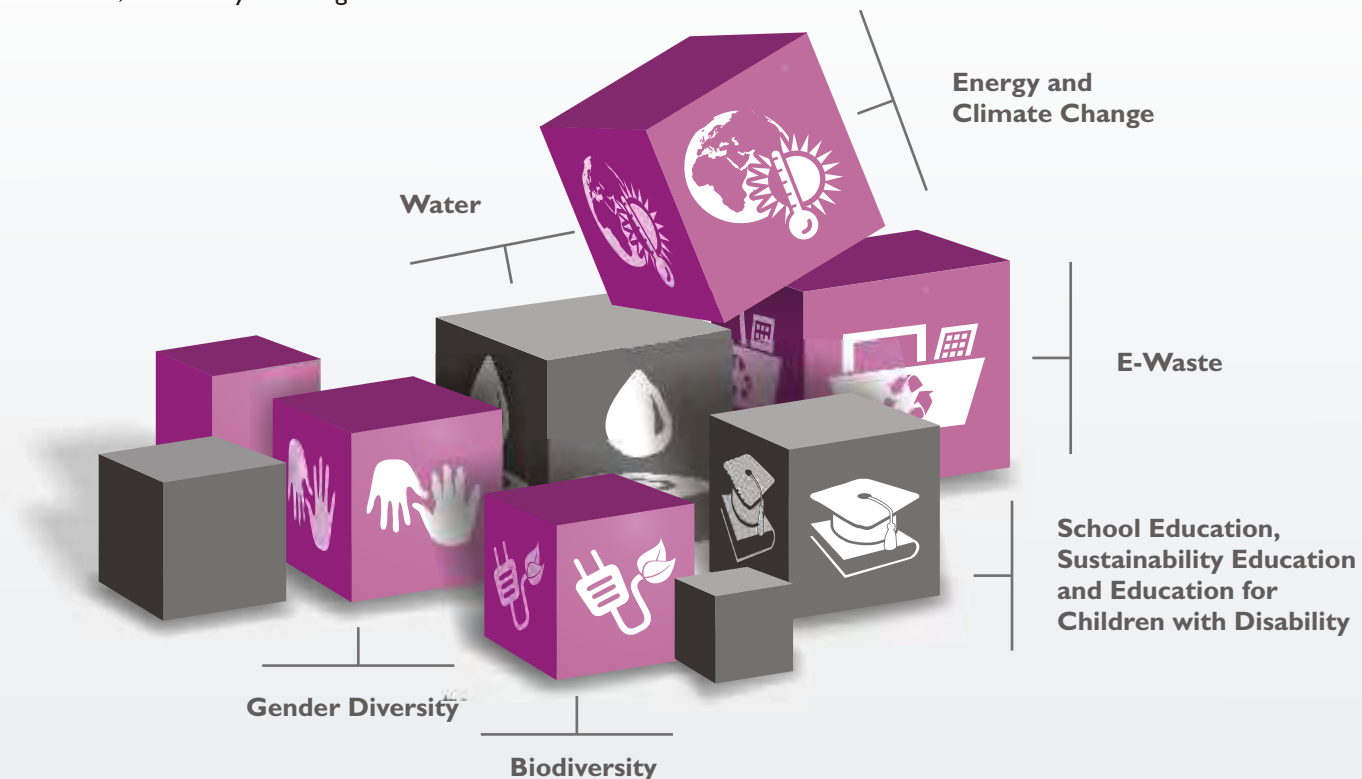 Energy and
Climate Change
Water
E-Waste
School Education,
Sustainability Education
and Education for
Children with Disability
Gender Diversity
Biodiversity